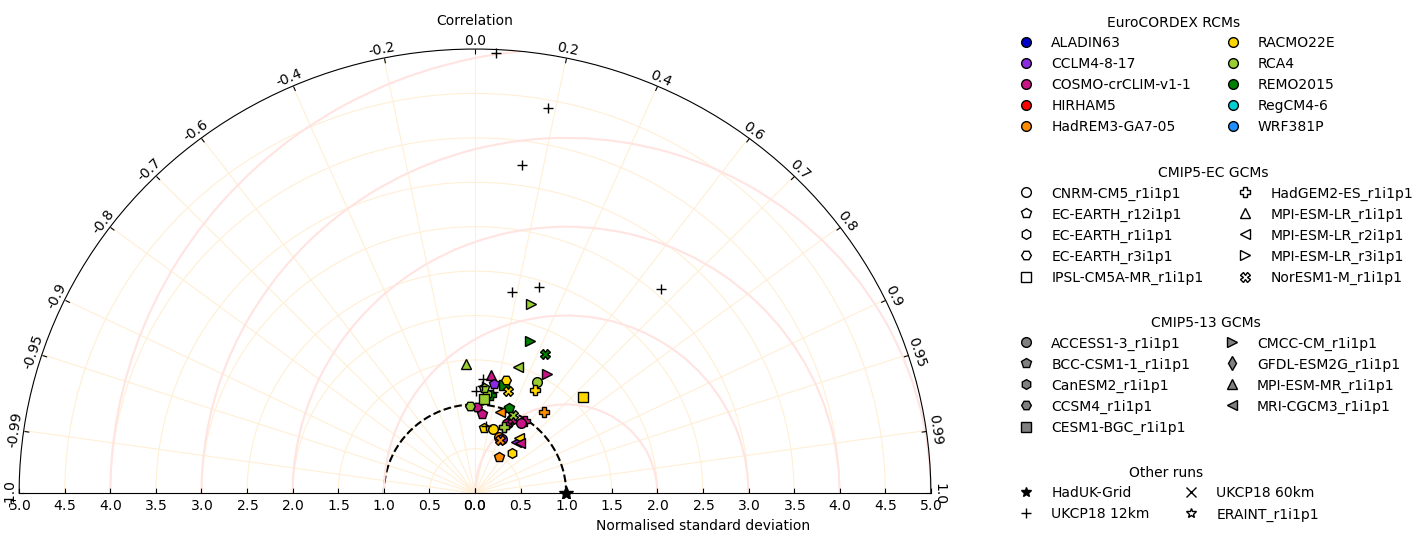 Correlation
-0.2 0.0 0.2
-0.4 0.4
-0.6 0.6
-0.7 0.7
-0.8 0.8
-0.9 0.9
-0.95 0.95
-0.99 0.99
-1.0 1.0
5.0 4.5 4.0 3.5 3.0 2.5 2.0 1.5 1.0 0.5 0.0 0.5 1.0 1.5 2.0 2.5 3.0 3.5 4.0 4.5 5.0
Normalised standard deviation
EuroCORDEX RCMs
ALADIN63 RACMO22E
CCLM4-8-17 RCA4
COSMO-crCLIM-v1-1 REMO2015
HIRHAM5 RegCM4-6
HadREM3-GA7-05 WRF381P
CMIP5-EC GCMs
CNRM-CM5_r1i1p1 HadGEM2-ES_r1i1p1
EC-EARTH_r12i1p1 MPI-ESM-LR_r1i1p1
EC-EARTH_r1i1p1 MPI-ESM-LR_r2i1p1
EC-EARTH_r3i1p1 MPI-ESM-LR_r3i1p1
IPSL-CM5A-MR_r1i1p1 NorESM1-M_r1i1p1
CMIP5-13 GCMs
ACCESS1-3_r1i1p1 CMCC-CM_r1i1p1
BCC-CSM1-1_r1i1p1 GFDL-ESM2G_r1i1p1
CanESM2_r1i1p1 MPI-ESM-MR_r1i1p1
CCSM4_r1i1p1 MRI-CGCM3_r1i1p1
CESM1-BGC_r1i1p1
Other runs
HadUK-Grid UKCP18 60km
UKCP18 12km ERAINT_r1i1p1